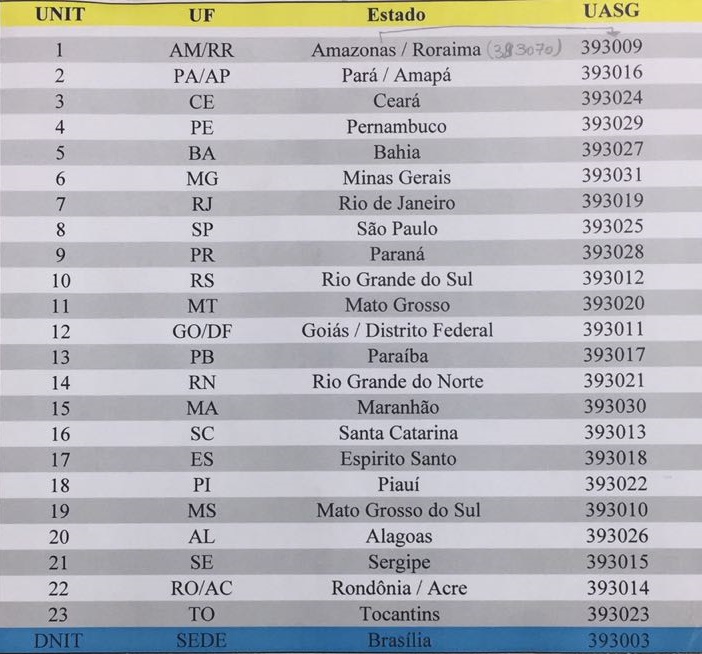 UNIT UF Estado UASG
1 AM/RR Amazonas / Roraima (393070) 393009
2 PA/AP Pará / Amapá 393016
3 CE Ceará 393024
4 PE Pernambuco 393029
5 BA Bahia 393027
6 MG Minas Gerais 393031
7 RJ Rio de Janeiro 393019
8 SP São Paulo 393025
9 PR Paraná 393028
10 RS Rio Grande do Sul 393012
11 MT Mato Grosso 393020
12 GO/DF Goiás / Distrito Federal 393011
13 PB Paraíba 393017
14 RN Rio Grande do Norte 393021
15 MA Maranhão 393030
16 SC Santa Catarina 393013
17 ES Espirito Santo 393018
18 PI Piauí 393022
19 MS Mato Grosso do Sul 393010
20 AL Alagoas 393026
21 SE Sergipe 393015
22 RO/AC Rondônia / Acre 393014
23 TO Tocantins 393023
DNIT SEDE Brasília 393003